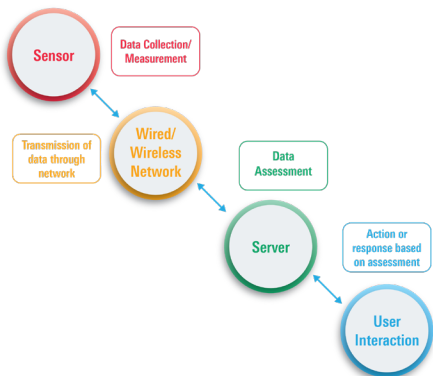 Sensor
Data Collection/
Measurement
Transmission of
data through
network
Wired/
Wireless
Network
Data
Assessment
Server
Action or
response based
on assessment
User
Interaction